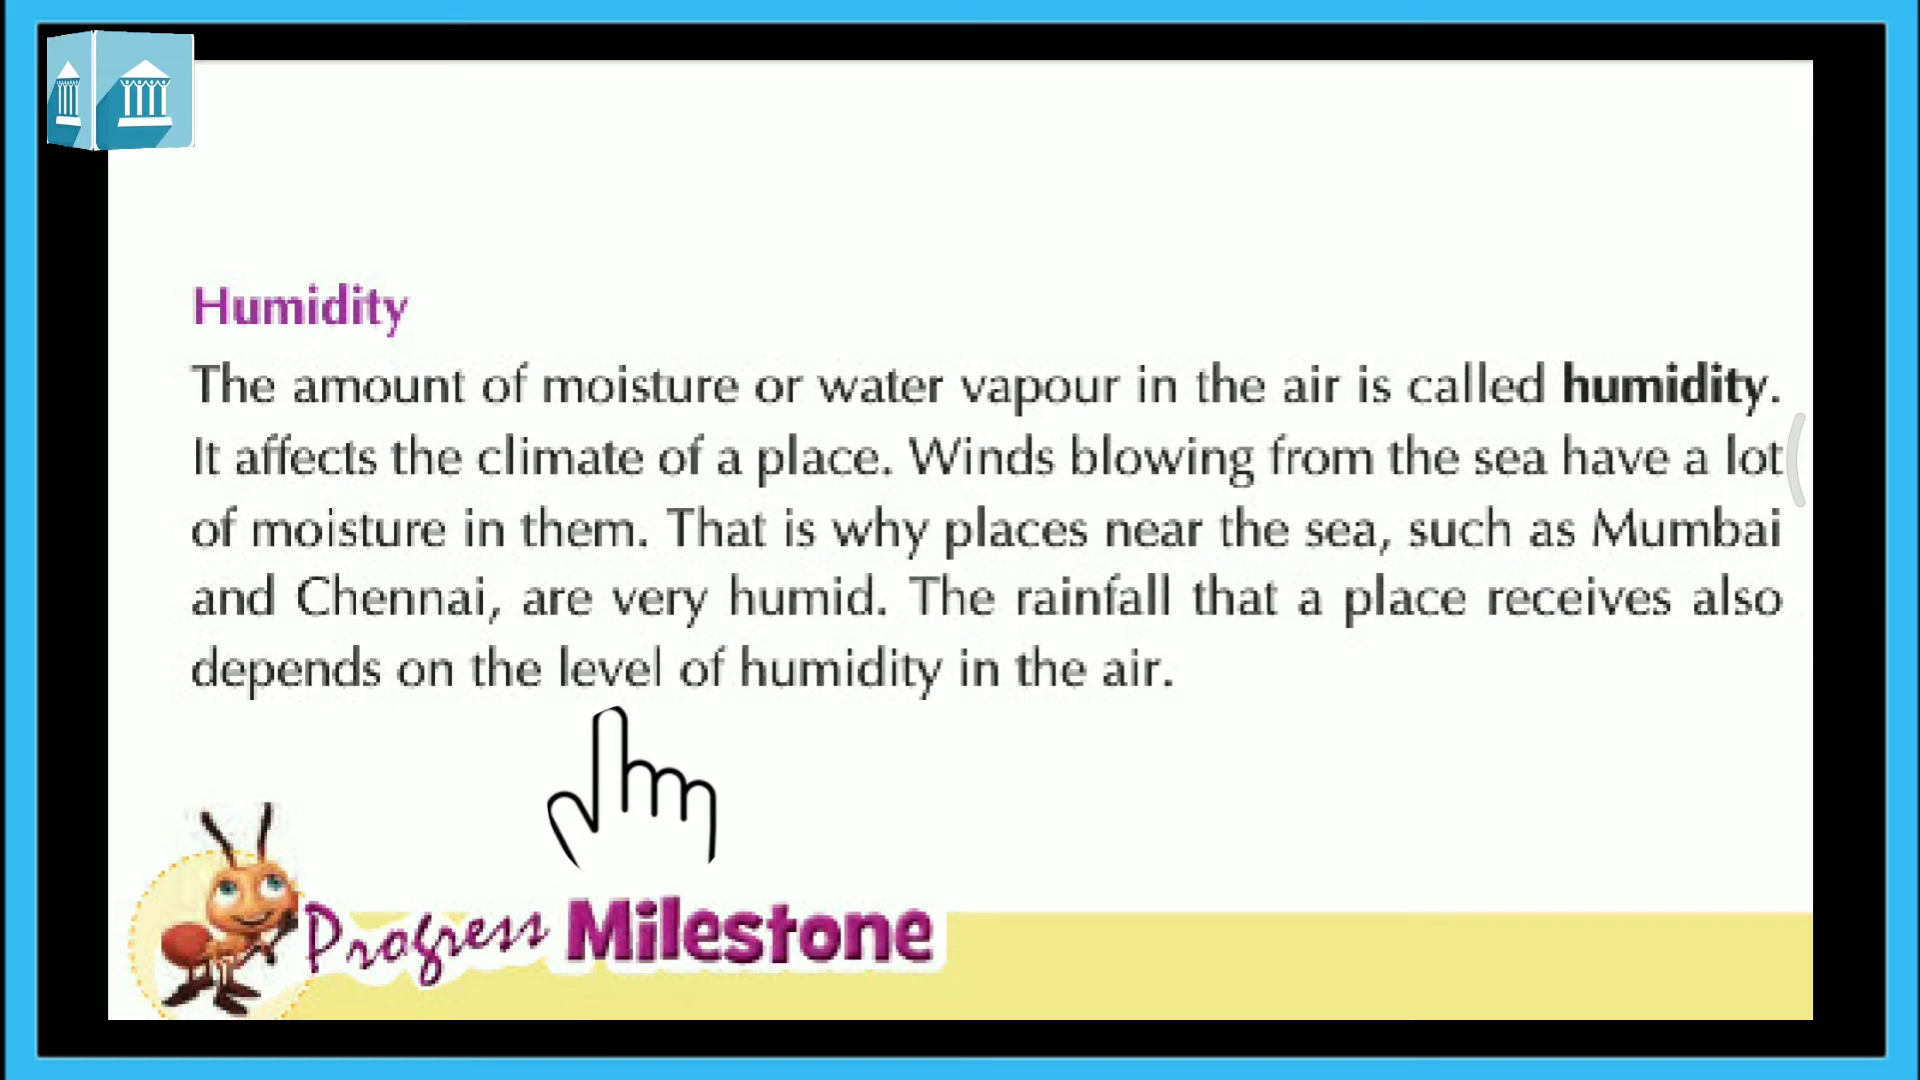 Humidity
The amount of moisture or water vapour in the air is called humidity.
It affects the climate of a place. Winds blowing from the sea have a lot
of moisture in them. That is why places near the sea, such as Mumbai
and Chennai, are very humid. The rainfall that a place receives also
depends on the level of humidity in the air.
Progress Milestone